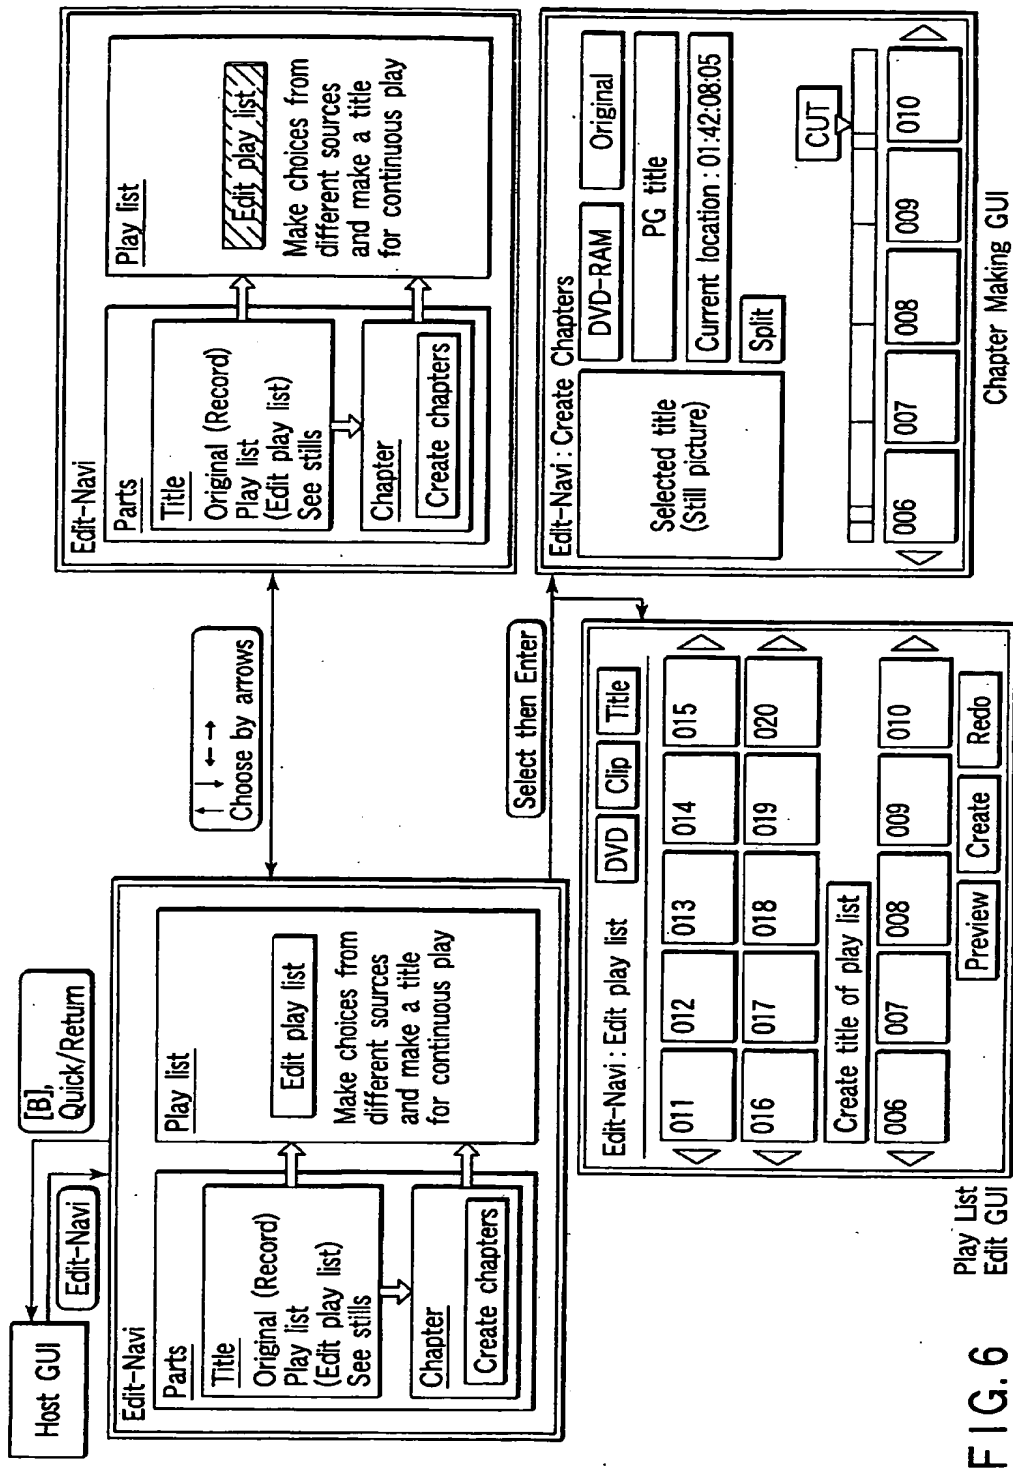 Host GUI
Edit-Navi
[B],
Quick/Return
Edit-Navi
Parts
Title
Original (Record)
Play list
(Edit play list)
See stills
Chapter
Create chapters
Play list
Edit play list
Make choices from
different sources
and make a title
for continuous play
↑ ↓ ← →
Choose by arrows
Edit-Navi
Parts
Title
Original (Record)
Play list
(Edit play list)
See stills
Chapter
Create chapters
Play list
Edit play list
Make choices from
different sources
and make a title
for continuous play
Select then Enter
Edit-Navi : Edit play list
DVD
Clip
Title
011
012
013
014
015
016
017
018
019
020
Create title of play list
006
007
008
009
010
Preview
Create
Redo
Play List
Edit GUI
Edit-Navi : Create Chapters
Selected title
(Still picture)
DVD-RAM
Original
PG title
Current location : 01:42:08:05
Split
CUT
006
007
008
009
010
Chapter Making GUI
FIG. 6